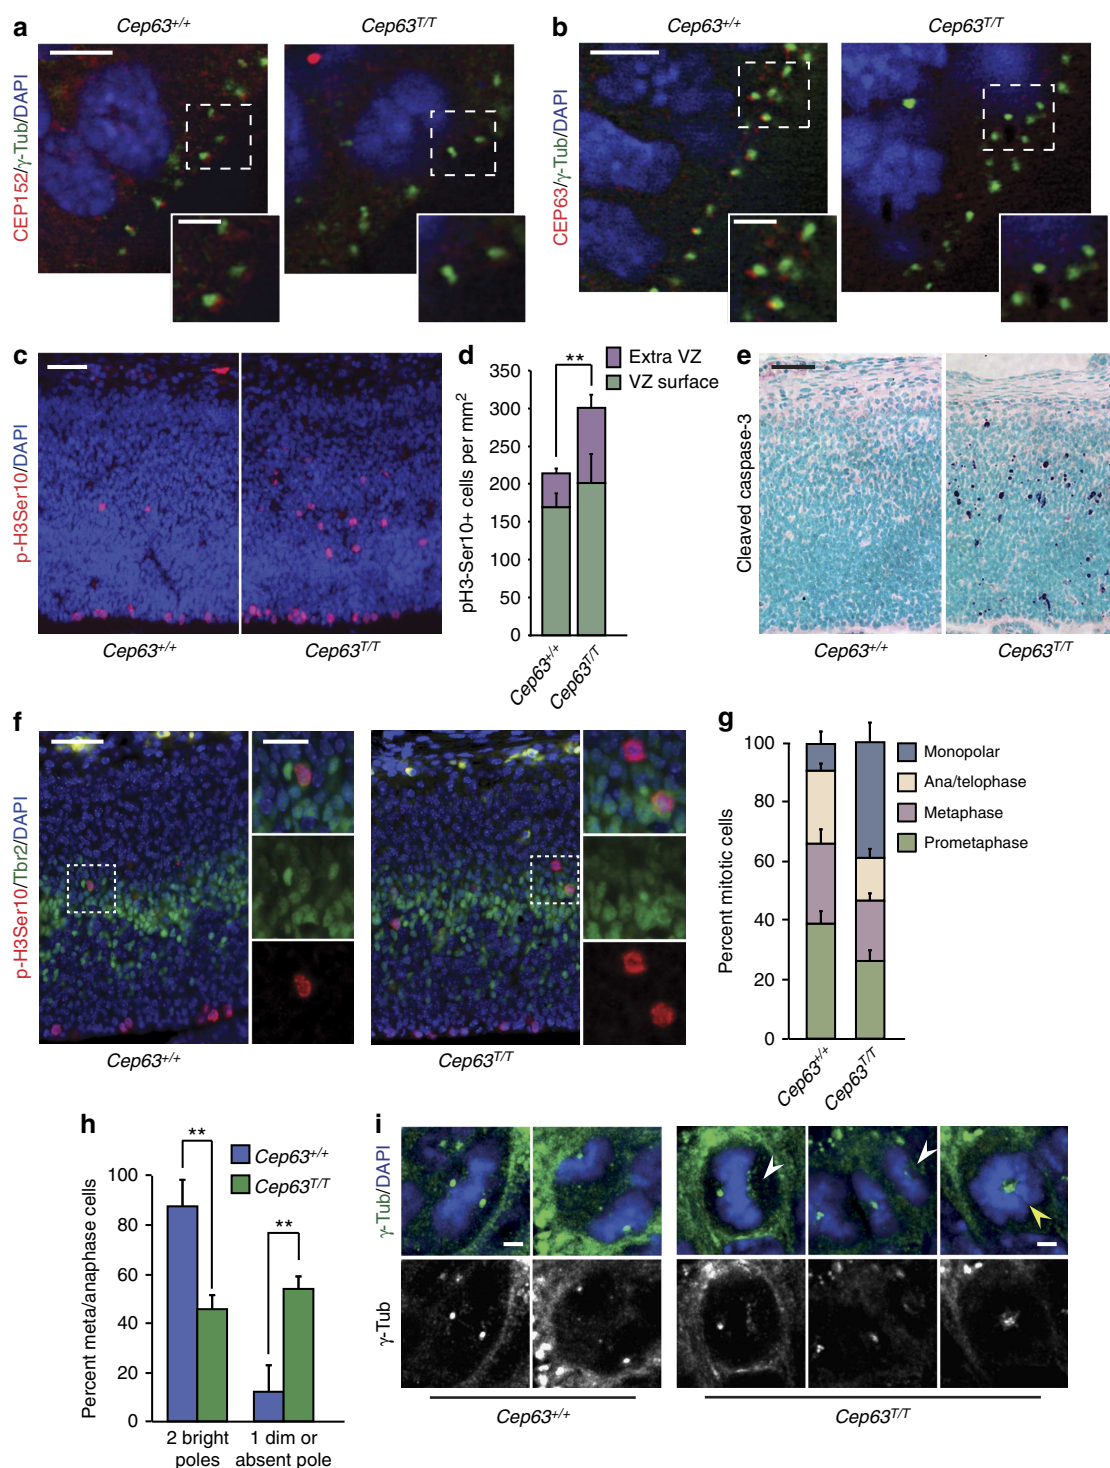 a
Cep63+/+
Cep63T/T
CEP152/γ-Tub/DAPI
b
Cep63+/+
Cep63T/T
CEP63/γ-Tub/DAPI
c
p-H3Ser10/DAPI
Cep63+/+
Cep63T/T
d
**
Extra VZ
VZ surface
pH3-Ser10+ cells per mm2
350
300
250
200
150
100
50
0
Cep63+/+
Cep63T/T
e
Cleaved caspase-3
Cep63+/+
Cep63T/T
f
p-H3Ser10/Tbr2/DAPI
Cep63+/+
Cep63T/T
g
Percent mitotic cells
100
80
60
40
20
0
Monopolar
Ana/telophase
Metaphase
Prometaphase
Cep63+/+
Cep63T/T
h
**
**
Cep63+/+
Cep63T/T
Percent meta/anaphase cells
100
80
60
40
20
0
2 bright
poles
1 dim or
absent pole
i
γ-Tub/DAPI
γ-Tub
Cep63+/+
Cep63T/T